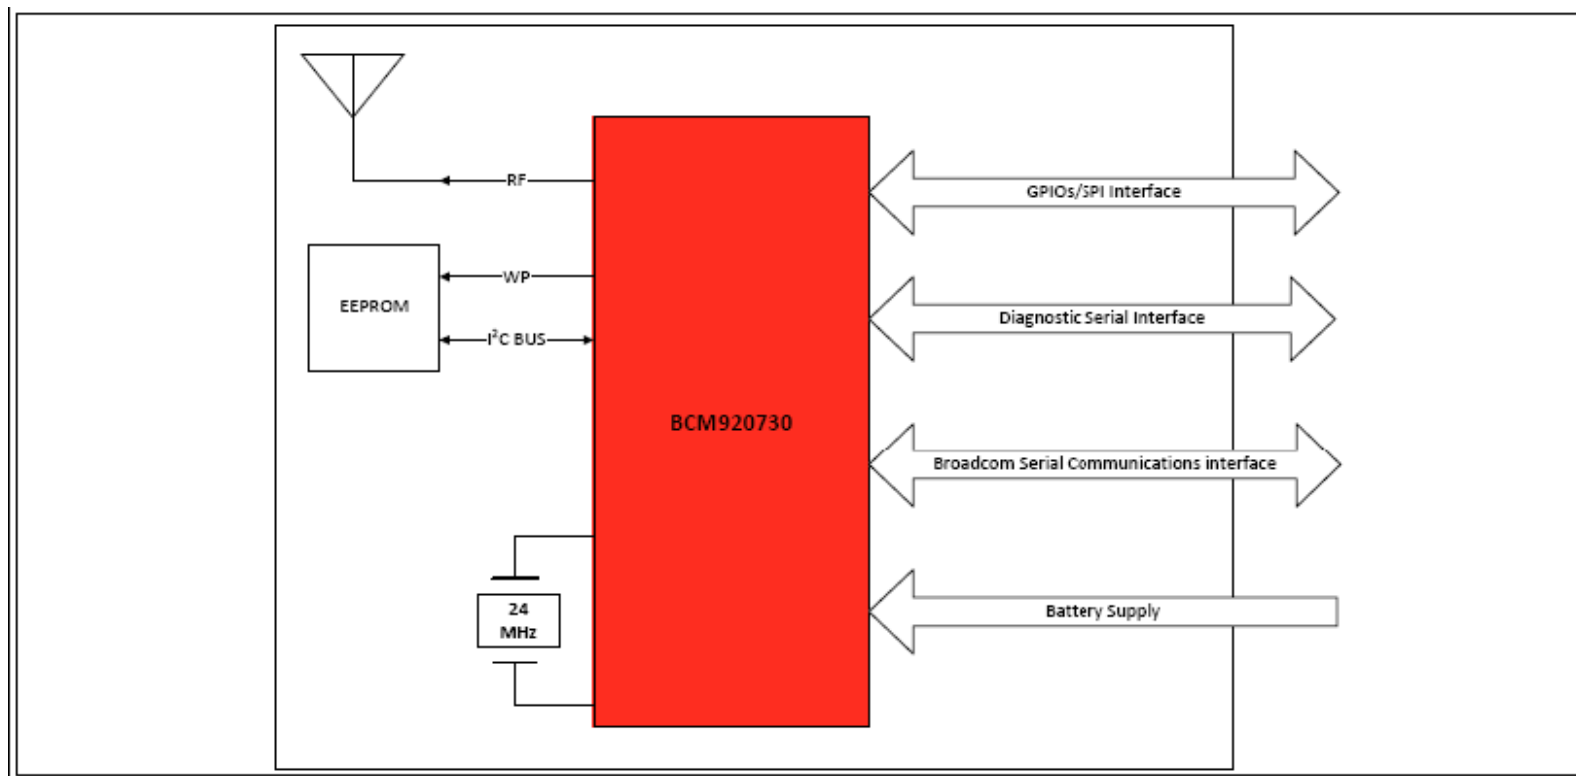 RF
GPIOs/SPI Interface
WP
EEPROM
Diagnostic Serial Interface
I²C BUS
BCM920730
Broadcom Serial Communications interface
24
MHz
Battery Supply